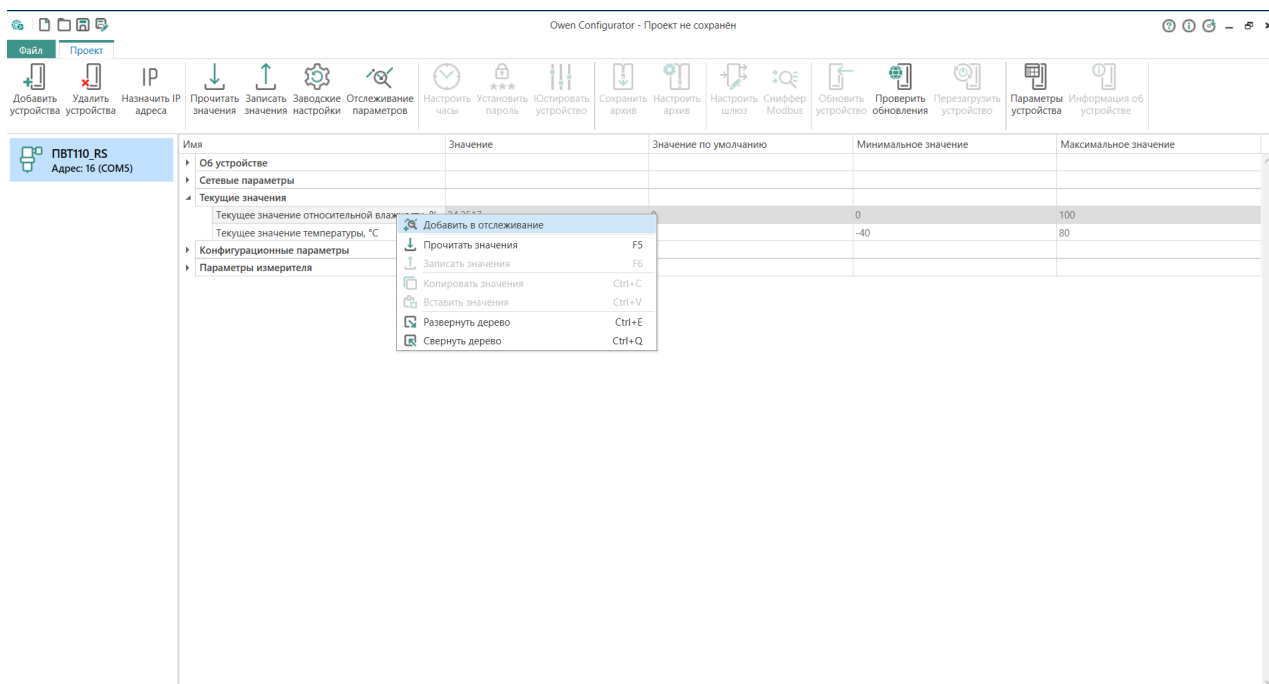 Owen Configurator - Проект не сохранён
Файл Проект
Добавить устройства
Удалить устройства
Назначить IP адреса
Прочитать значения
Записать значения
Заводские настройки
Отслеживание параметров
Настроить часы
Установить пароль
Юстировать устройство
Сохранить архив
Настроить архив
Настроить шлюз
Сниффер Modbus
Обновить устройство
Проверить обновления
Перезагрузить устройство
Параметры устройства
Информация об устройстве
ПВТ110_RS
Адрес: 16 (COM5)
Имя Значение Значение по умолчанию Минимальное значение Максимальное значение
Об устройстве
Сетевые параметры
Текущие значения
Текущее значение относительной 0 100
Текущее значение температуры, °C -40 80
Конфигурационные параметры
Параметры измерителя
Добавить в отслеживание
Прочитать значения F5
Записать значения F6
Копировать значения Ctrl+C
Вставить значения Ctrl+V
Развернуть дерево Ctrl+E
Свернуть дерево Ctrl+Q